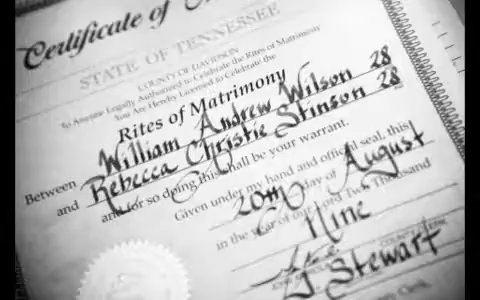 Certificate of
STATE OF TENNESSEE
COUNTY OF DAVIDSON
To Anyone Legally Authorized to Celebrate the Rites of Matrimony
You Are Hereby Licensed to Celebrate the
Rites of Matrimony
Between William Andrew Wilson 28
and Rebecca Christie Stinson 28
and for so doing this shall be your warrant.
Given under my hand and official seal, this
20th day of August
in the year of our Lord Two Thousand
Nine
J. Stewart